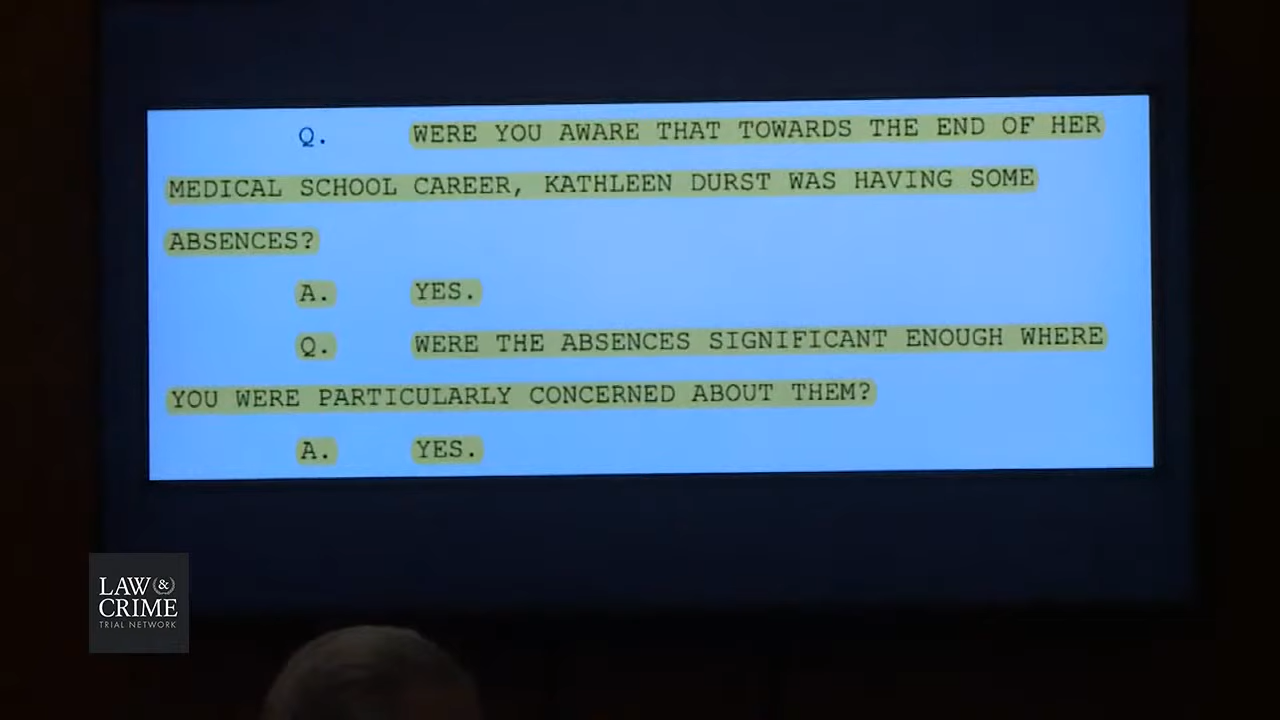 Q. WERE YOU AWARE THAT TOWARDS THE END OF HER
MEDICAL SCHOOL CAREER, KATHLEEN DURST WAS HAVING SOME
ABSENCES?
A. YES.
Q. WERE THE ABSENCES SIGNIFICANT ENOUGH WHERE
YOU WERE PARTICULARLY CONCERNED ABOUT THEM?
A. YES.
LAW &
CRIME
TRIAL NETWORK